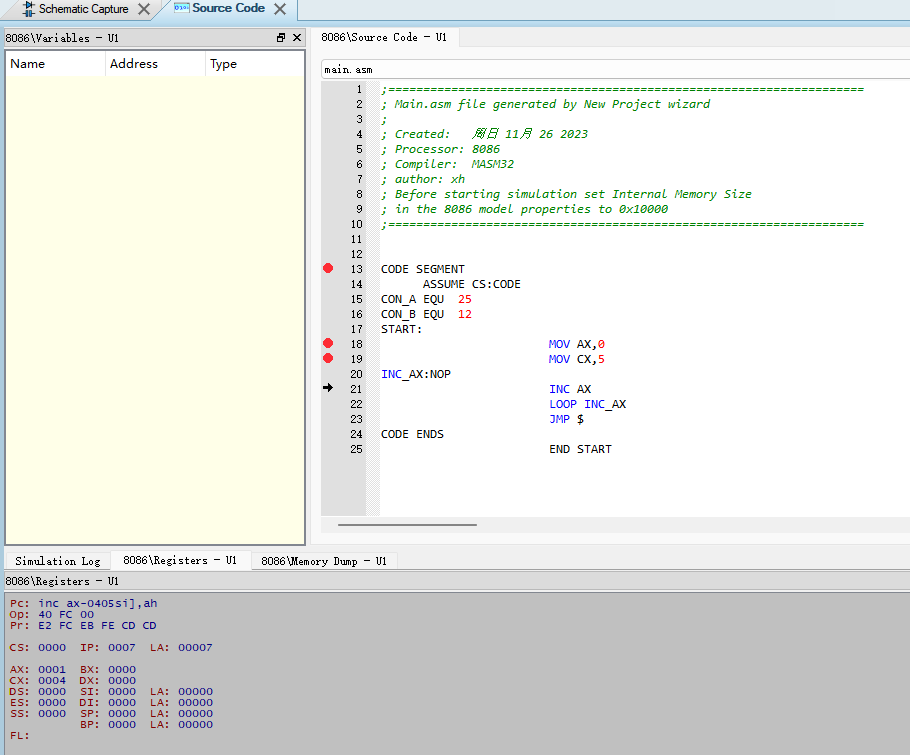 Schematic Capture Source Code
8086\Variables - U1
Name Address Type
8086\Source Code - U1
main.asm
1 ;====================================================================
2 ; Main.asm file generated by New Project wizard
3 ;
4 ; Created:   周日 11月 26 2023
5 ; Processor: 8086
6 ; Compiler:  MASM32
7 ; author: xh
8 ; Before starting simulation set Internal Memory Size
9 ; in the 8086 model properties to 0x10000
10 ;====================================================================
11
12
13 CODE SEGMENT
14 ASSUME CS:CODE
15 CON_A EQU  25
16 CON_B EQU  12
17 START:
18 MOV AX,0
19 MOV CX,5
20 INC_AX:NOP
21 INC AX
22 LOOP INC_AX
23 JMP $
24 CODE ENDS
25 END START
Simulation Log 8086\Registers - U1 8086\Memory Dump - U1
8086\Registers - U1
Pc: inc ax-0405si],ah
Op: 40 FC 00
Pr: E2 FC EB FE CD CD
CS: 0000  IP: 0007  LA: 00007
AX: 0001  BX: 0000
CX: 0004  DX: 0000
DS: 0000  SI: 0000  LA: 00000
ES: 0000  DI: 0000  LA: 00000
SS: 0000  SP: 0000  LA: 00000
BP: 0000  LA: 00000
FL: